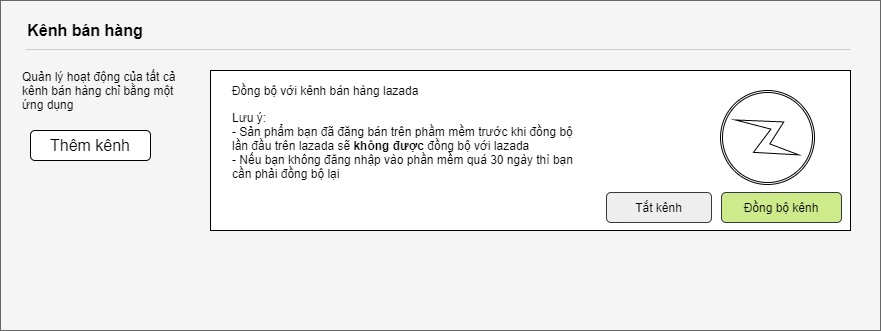 Kênh bán hàng
Quản lý hoạt động của tất cả
kênh bán hàng chỉ bằng một
ứng dụng
Thêm kênh
Đồng bộ với kênh bán hàng lazada
Lưu ý:
- Sản phẩm bạn đã đăng bán trên phầm mềm trước khi đồng bộ
lần đầu trên lazada sẽ không được đồng bộ với lazada
- Nếu bạn không đăng nhập vào phần mềm quá 30 ngày thì bạn
cần phải đồng bộ lại
Tắt kênh
Đồng bộ kênh